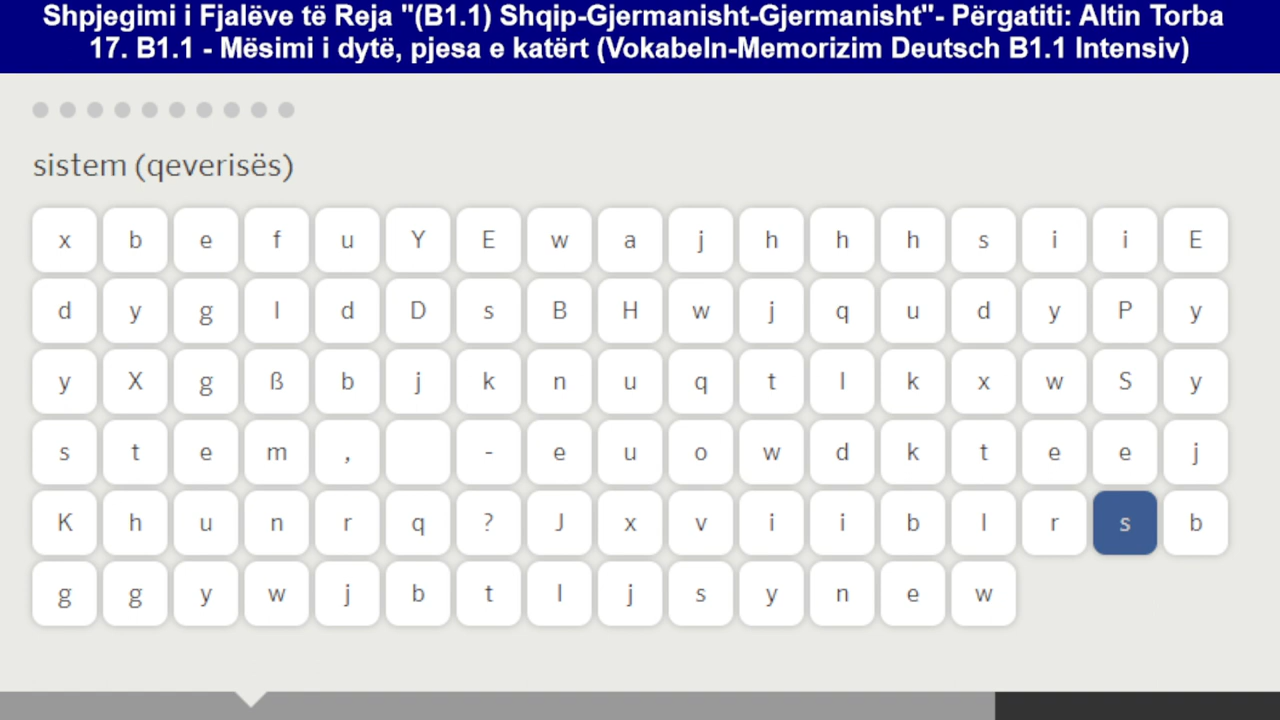 Shpjegimi i Fjalëve të Reja "(B1.1) Shqip-Gjermanisht-Gjermanisht"- Përgatiti: Altin Torba
17. B1.1 - Mësimi i dytë, pjesa e katërt (Vokabeln-Memorizim Deutsch B1.1 Intensiv)
sistem (qeverisës)
x b e f u Y E w a j h h h s i i E
d y g l d D s B H w j q u d y P y
y X g ß b j k n u q t l k x w S y
s t e m , - e u o w d k t e e j
K h u n r q ? J x v i i b l r s b
g g y w j b t l j s y n e w